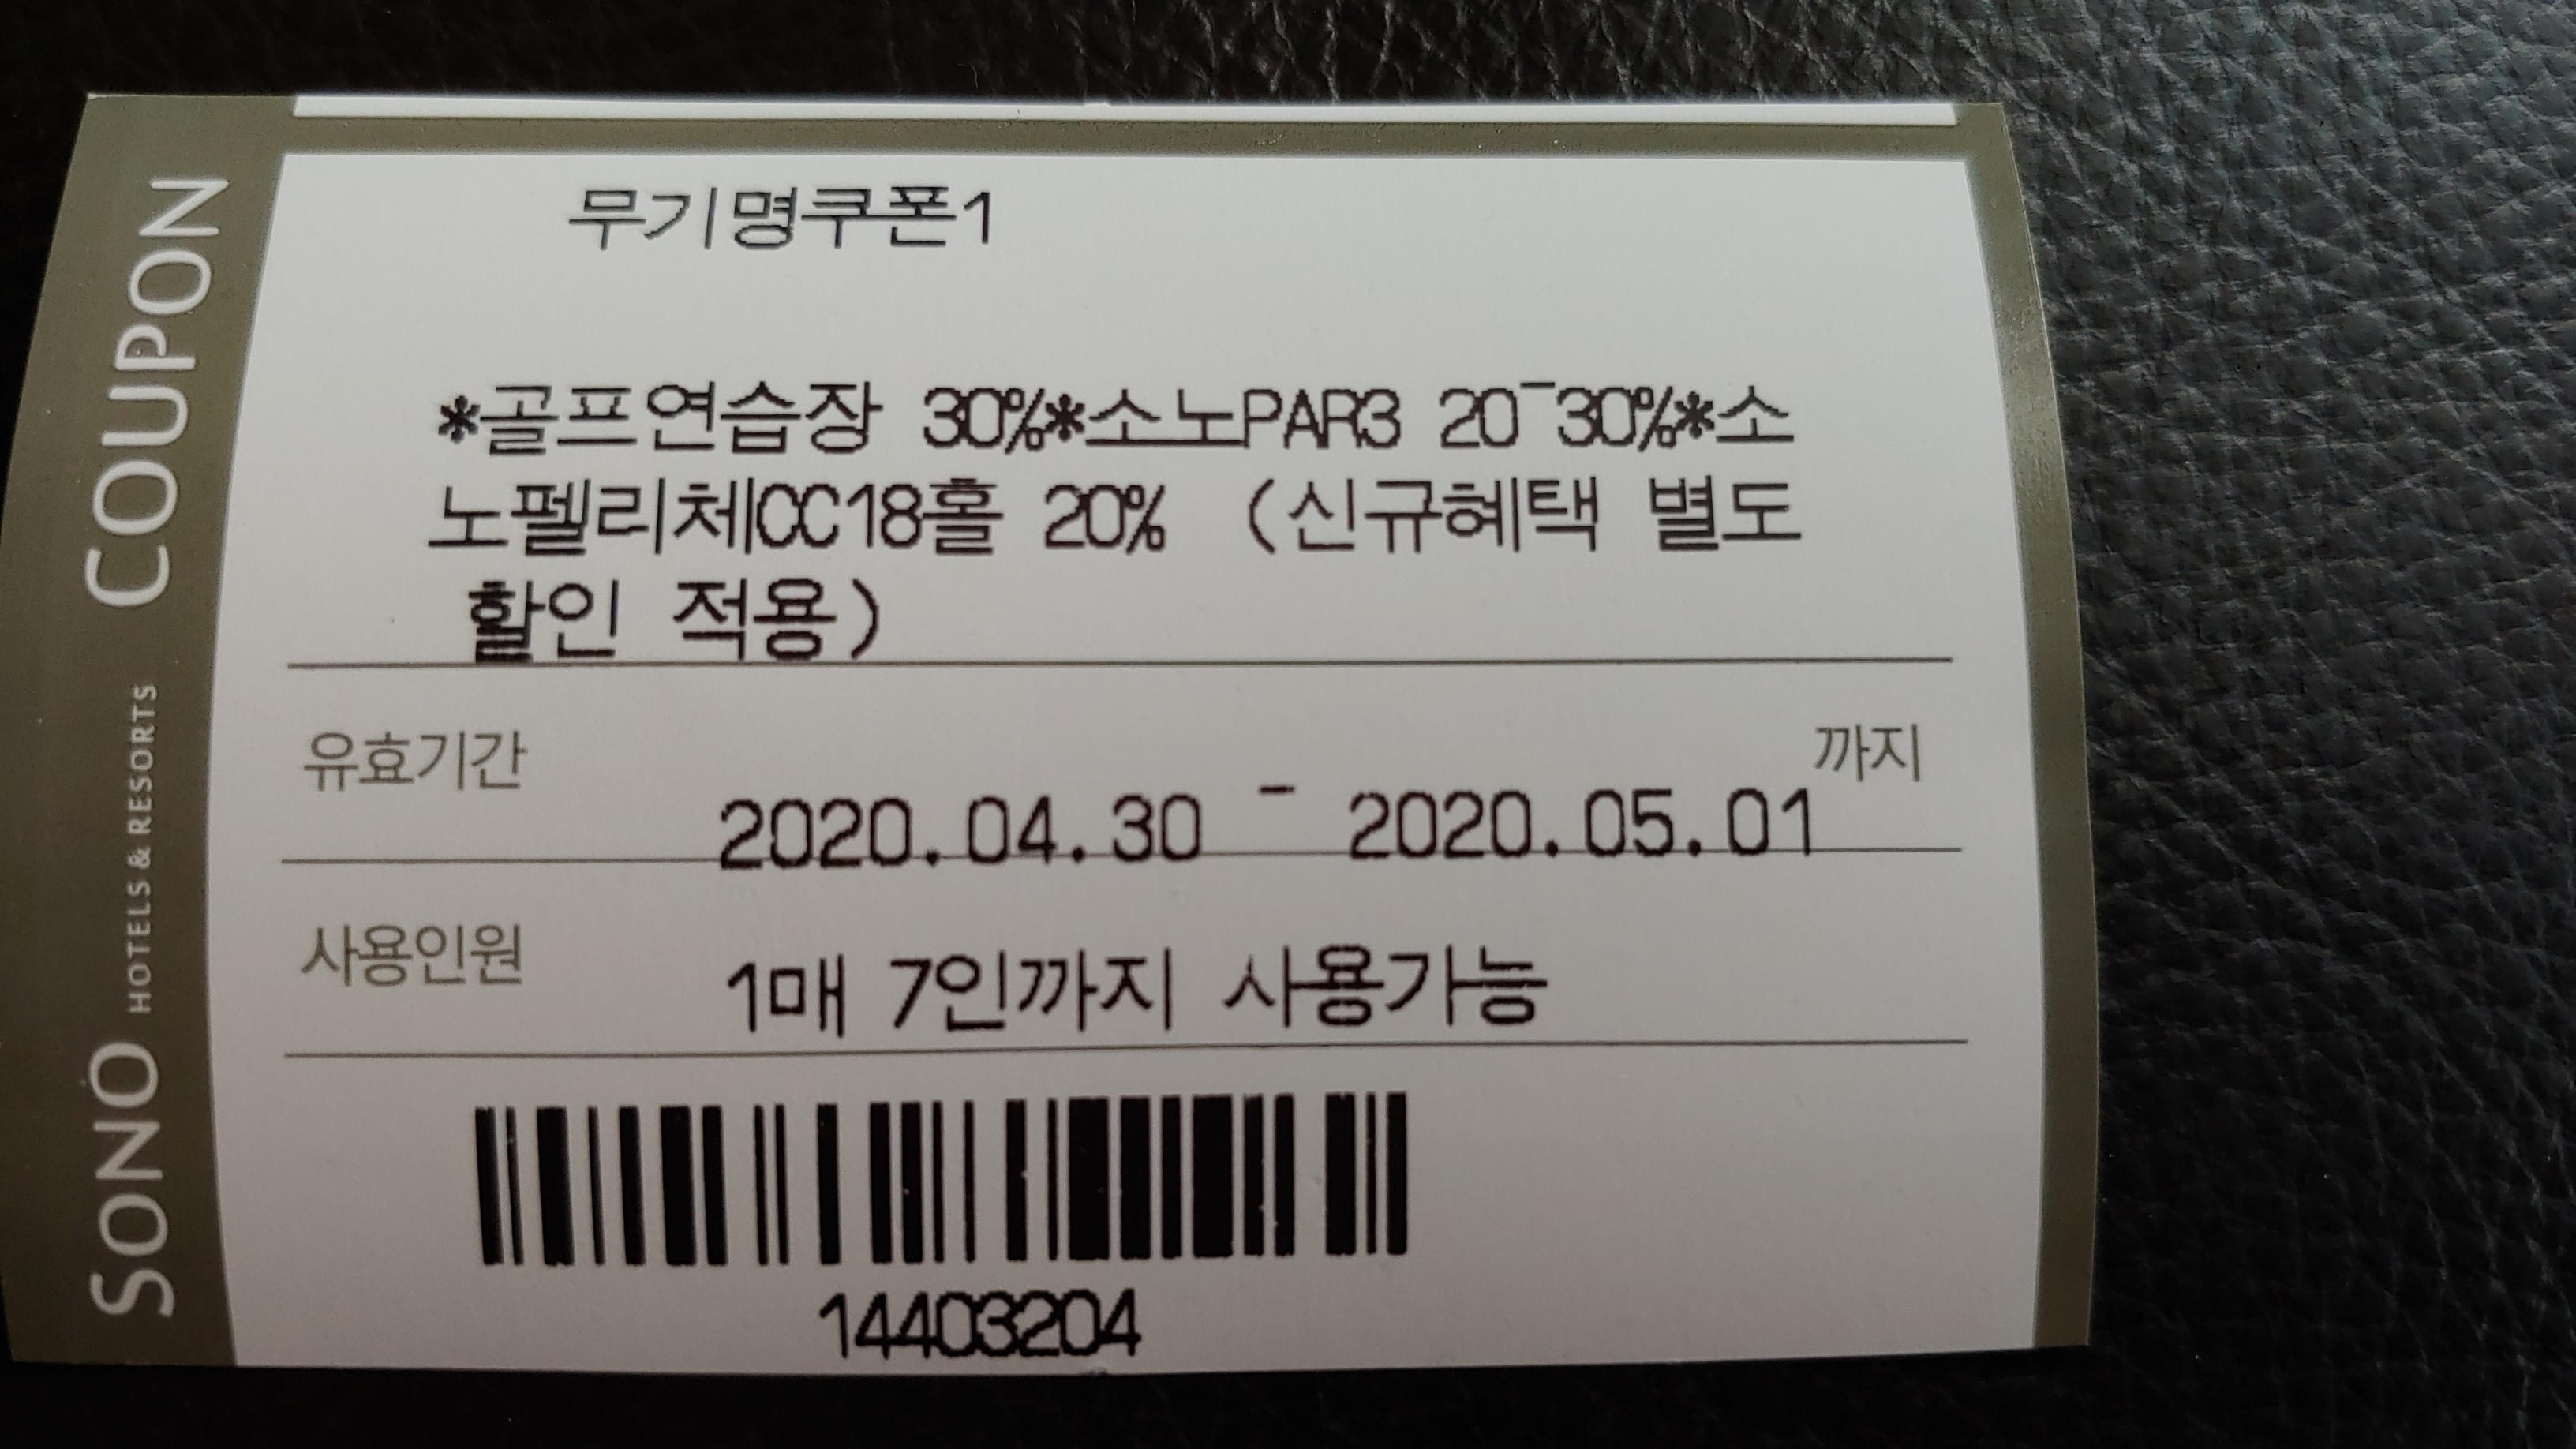 SONO HOTELS & RESORTS COUPON
무기명쿠폰1
*골프연습장 30%*소노PAR3 20~30%*소
노펠리체CC18홀 20% (신규혜택 별도
할인 적용)
유효기간 2020.04.30 ~ 2020.05.01 까지
사용인원 1매 7인까지 사용가능
14403204